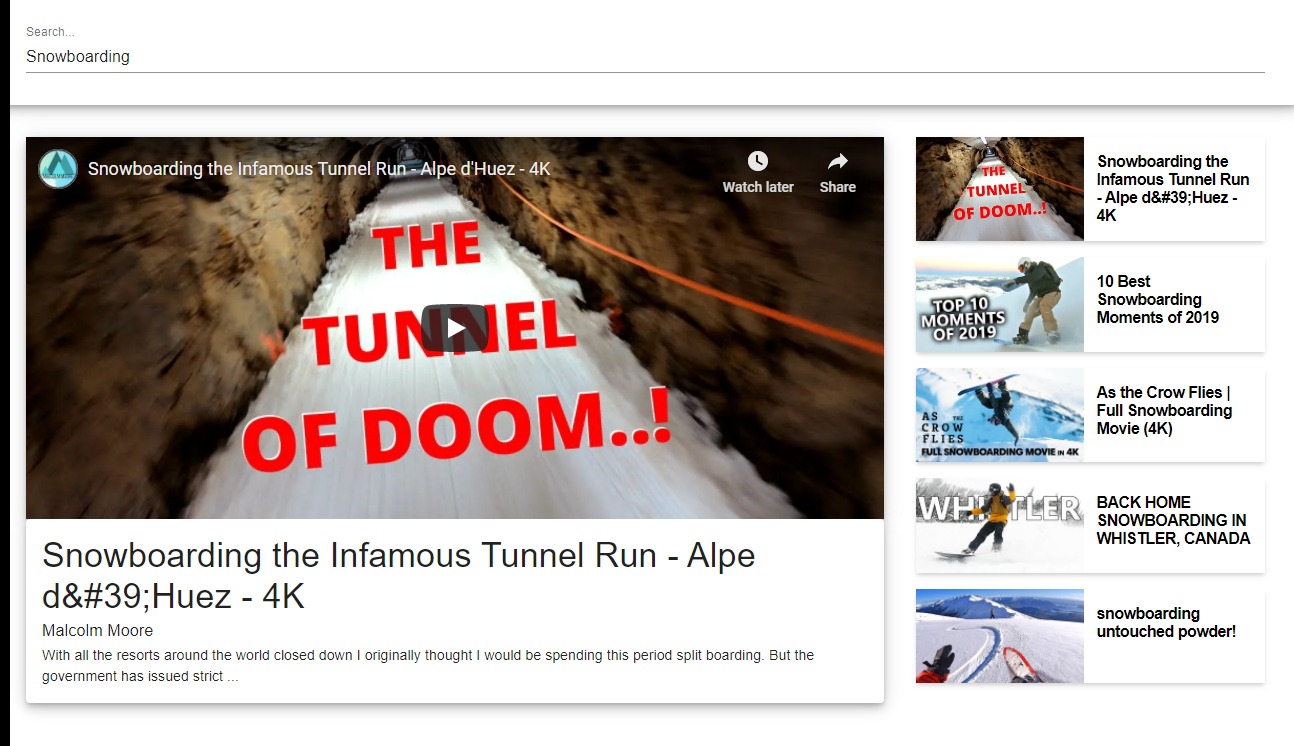 Search...
Snowboarding
Snowboarding the Infamous Tunnel Run - Alpe d'Huez - 4K
Watch later
Share
THE
TUNNEL
OF DOOM..!
Snowboarding the Infamous Tunnel Run - Alpe
d&#39;Huez - 4K
Malcolm Moore
With all the resorts around the world closed down I originally thought I would be spending this period split boarding. But the
government has issued strict ...
THE
TUNNEL
OF DOOM..!
Snowboarding the
Infamous Tunnel Run
- Alpe d&#39;Huez -
4K
TOP 10
MOMENTS
OF 2019
10 Best
Snowboarding
Moments of 2019
AS THE
CROW
FLIES
FULL SNOWBOARDING MOVIE IN 4K
As the Crow Flies |
Full Snowboarding
Movie (4K)
WHISTLER
BACK HOME
SNOWBOARDING IN
WHISTLER, CANADA
snowboarding
untouched powder!